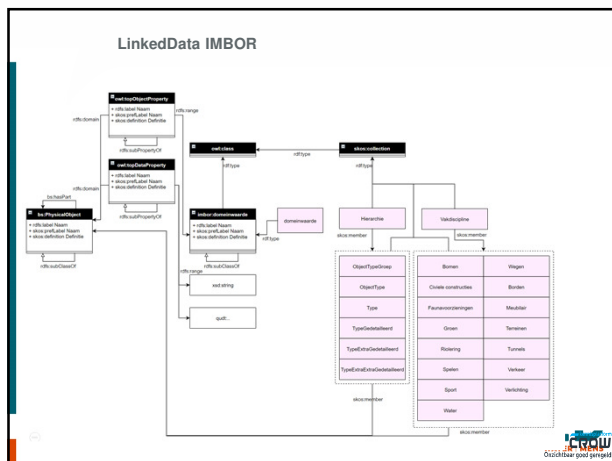 LinkedData IMBOR
owl:topObjectProperty
+ rdfs:label Naam
+ skos:prefLabel Naam
+ skos:definition Definitie
rdfs:subPropertyOf
rdfs:domain
rdfs:range
owl:topDataProperty
+ rdfs:label Naam
+ skos:prefLabel Naam
+ skos:definition Definitie
rdfs:subPropertyOf
rdfs:domain
rdfs:range
bs:hasPart
bs:PhysicalObject
+ rdfs:label Naam
+ skos:prefLabel Naam
+ skos:definition Definitie
rdfs:subClassOf
owl:class
rdf:type
skos:collection
rdf:type
rdf:type
imbor:domeinwaarde
+ rdfs:label Naam
+ skos:prefLabel Naam
+ skos:definition Definitie
rdfs:subClassOf
rdf:type
domeinwaarde
xsd:string
quilt:..
Hierarchie
Vakdiscipline
skos:member
skos:member
ObjectTypeGroep
ObjectType
Type
TypeGedetailleerd
TypeExtraGedetailleerd
TypeExtraExtraGedetailleerd
Bomen
Wegen
Civiele constructies
Borden
Faunavoorzieningen
Meubilair
Groen
Terreinen
Riolering
Tunnels
Spelen
Verkeer
Sport
Verlichting
Water
skos:member
skos:member
CROW
Onzichtbaar goed geregeld